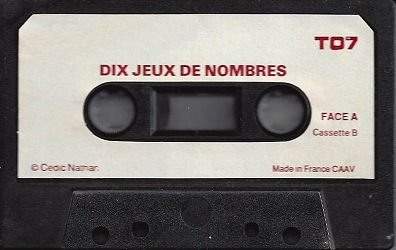 TO7
DIX JEUX DE NOMBRES
FACE A
Cassette B
© Cedic Nathan.
Made in France CAAV